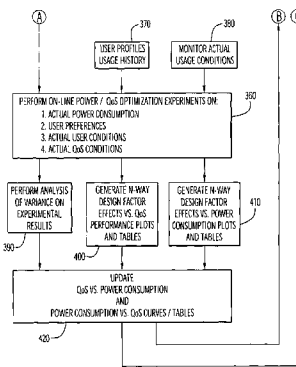 A
B
370
380
USER PROFILES
USAGE HISTORY
MONITOR ACTUAL
USAGE CONDITIONS
PERFORM ON-LINE POWER / QoS OPTIMIZATION EXPERIMENTS ON:
1. ACTUAL POWER CONSUMPTION
2. USER PREFERENCES
3. ACTUAL USER CONDITIONS
4. ACTUAL QoS CONDITIONS
360
PERFORM ANALYSIS
OF VARIANCE ON
EXPERIMENTAL
RESULTS
390
GENERATE N-WAY
DESIGN FACTOR
EFFECTS VS. QoS
PERFORMANCE PLOTS
AND TABLES
400
GENERATE N-WAY
DESIGN FACTOR
EFFECTS VS. POWER
CONSUMPTION PLOTS
AND TABLES
410
UPDATE
QoS VS. POWER CONSUMPTION
AND
POWER CONSUMPTION VS. QoS CURVES / TABLES
420